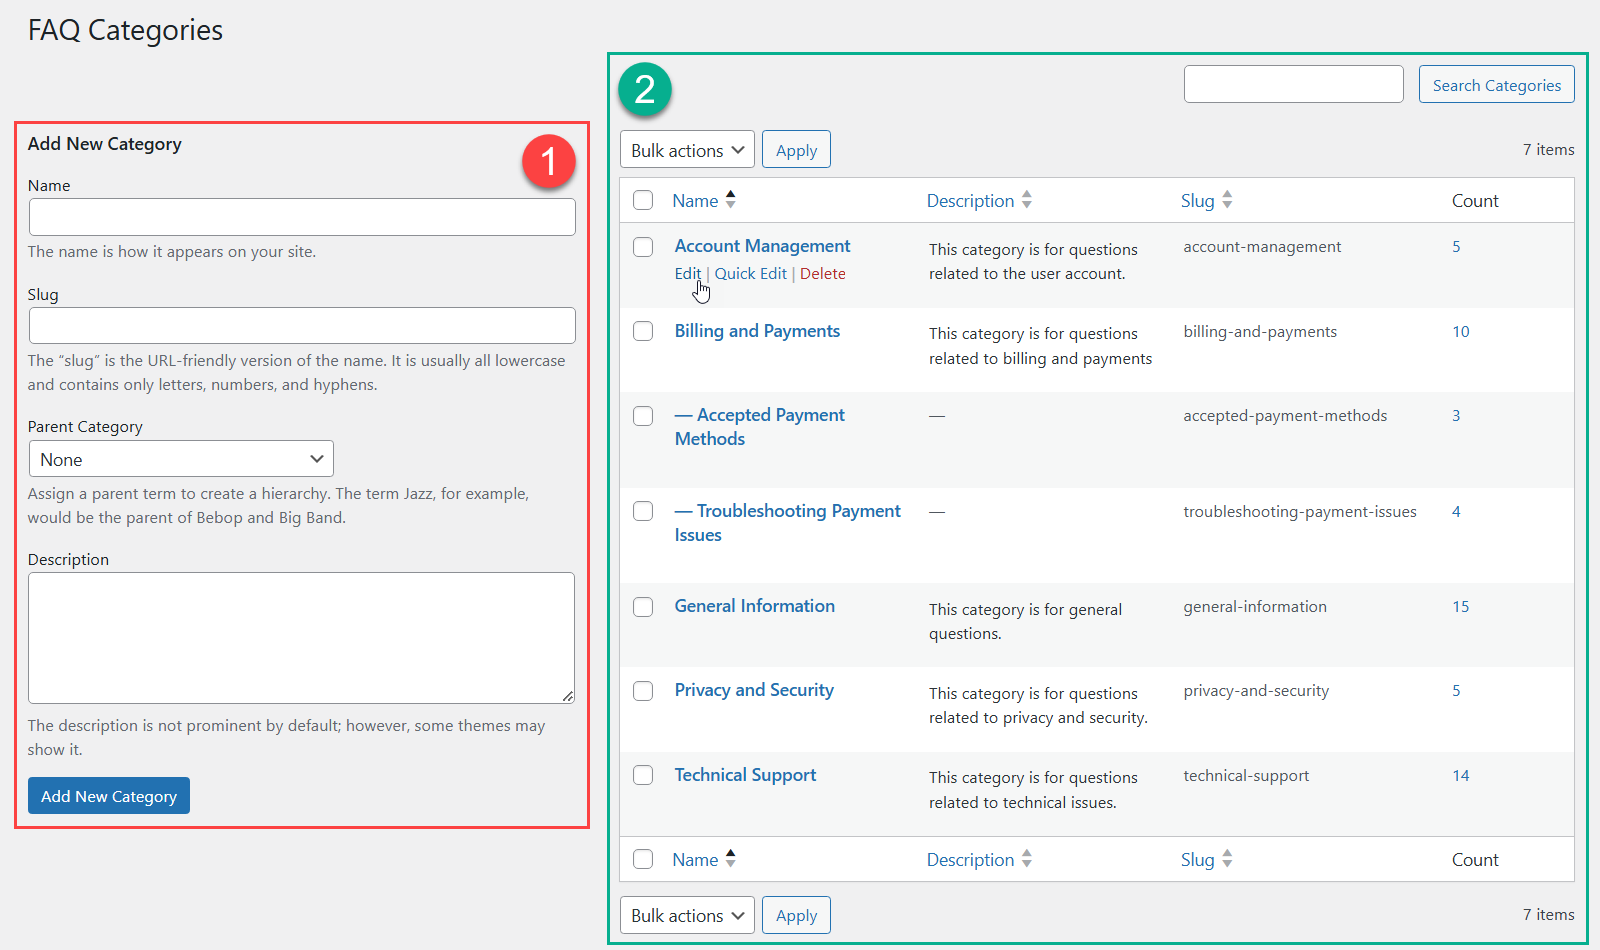 FAQ Categories
1
Add New Category
Name
The name is how it appears on your site.
Slug
The “slug” is the URL-friendly version of the name. It is usually all lowercase
and contains only letters, numbers, and hyphens.
Parent Category
None
Assign a parent term to create a hierarchy. The term Jazz, for example,
would be the parent of Bebop and Big Band.
Description
The description is not prominent by default; however, some themes may
show it.
Add New Category
2
Search Categories
Bulk actions Apply 7 items
Name Description Slug Count
Account Management This category is for questions account-management 5
Edit | Quick Edit | Delete related to the user account.
Billing and Payments This category is for questions billing-and-payments 10
related to billing and payments
— Accepted Payment — accepted-payment-methods 3
Methods
— Troubleshooting Payment — troubleshooting-payment-issues 4
Issues
General Information This category is for general general-information 15
questions.
Privacy and Security This category is for questions privacy-and-security 5
related to privacy and security.
Technical Support This category is for questions technical-support 14
related to technical issues.
Name Description Slug Count
Bulk actions Apply 7 items